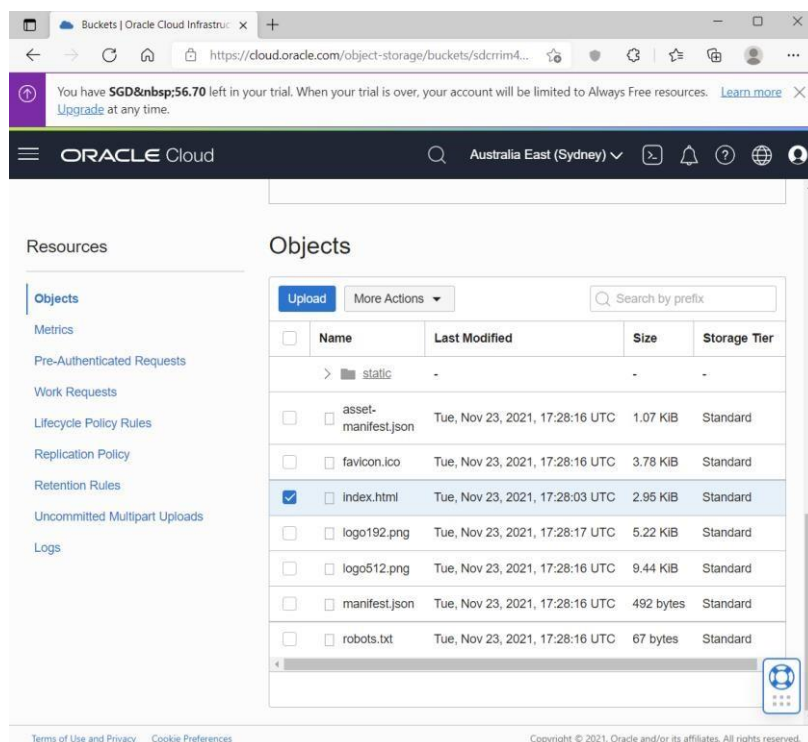 Buckets | Oracle Cloud Infrastruc
https://cloud.oracle.com/object-storage/buckets/sdcrrim4...
You have SGD&nbsp;56.70 left in your trial. When your trial is over, your account will be limited to Always Free resources. Learn more
Upgrade at any time.
ORACLE Cloud
Australia East (Sydney)
Resources
Objects
Metrics
Pre-Authenticated Requests
Work Requests
Lifecycle Policy Rules
Replication Policy
Retention Rules
Uncommitted Multipart Uploads
Logs
Objects
Upload More Actions Search by prefix
Name Last Modified Size Storage Tier
static - - -
asset-
manifest.json Tue, Nov 23, 2021, 17:28:16 UTC 1.07 KiB Standard
favicon.ico Tue, Nov 23, 2021, 17:28:16 UTC 3.78 KiB Standard
index.html Tue, Nov 23, 2021, 17:28:03 UTC 2.95 KiB Standard
logo192.png Tue, Nov 23, 2021, 17:28:17 UTC 5.22 KiB Standard
logo512.png Tue, Nov 23, 2021, 17:28:16 UTC 9.44 KiB Standard
manifest.json Tue, Nov 23, 2021, 17:28:16 UTC 492 bytes Standard
robots.txt Tue, Nov 23, 2021, 17:28:16 UTC 67 bytes Standard
Terms of Use and Privacy Cookie Preferences Copyright © 2021, Oracle and/or its affiliates. All rights reserved.